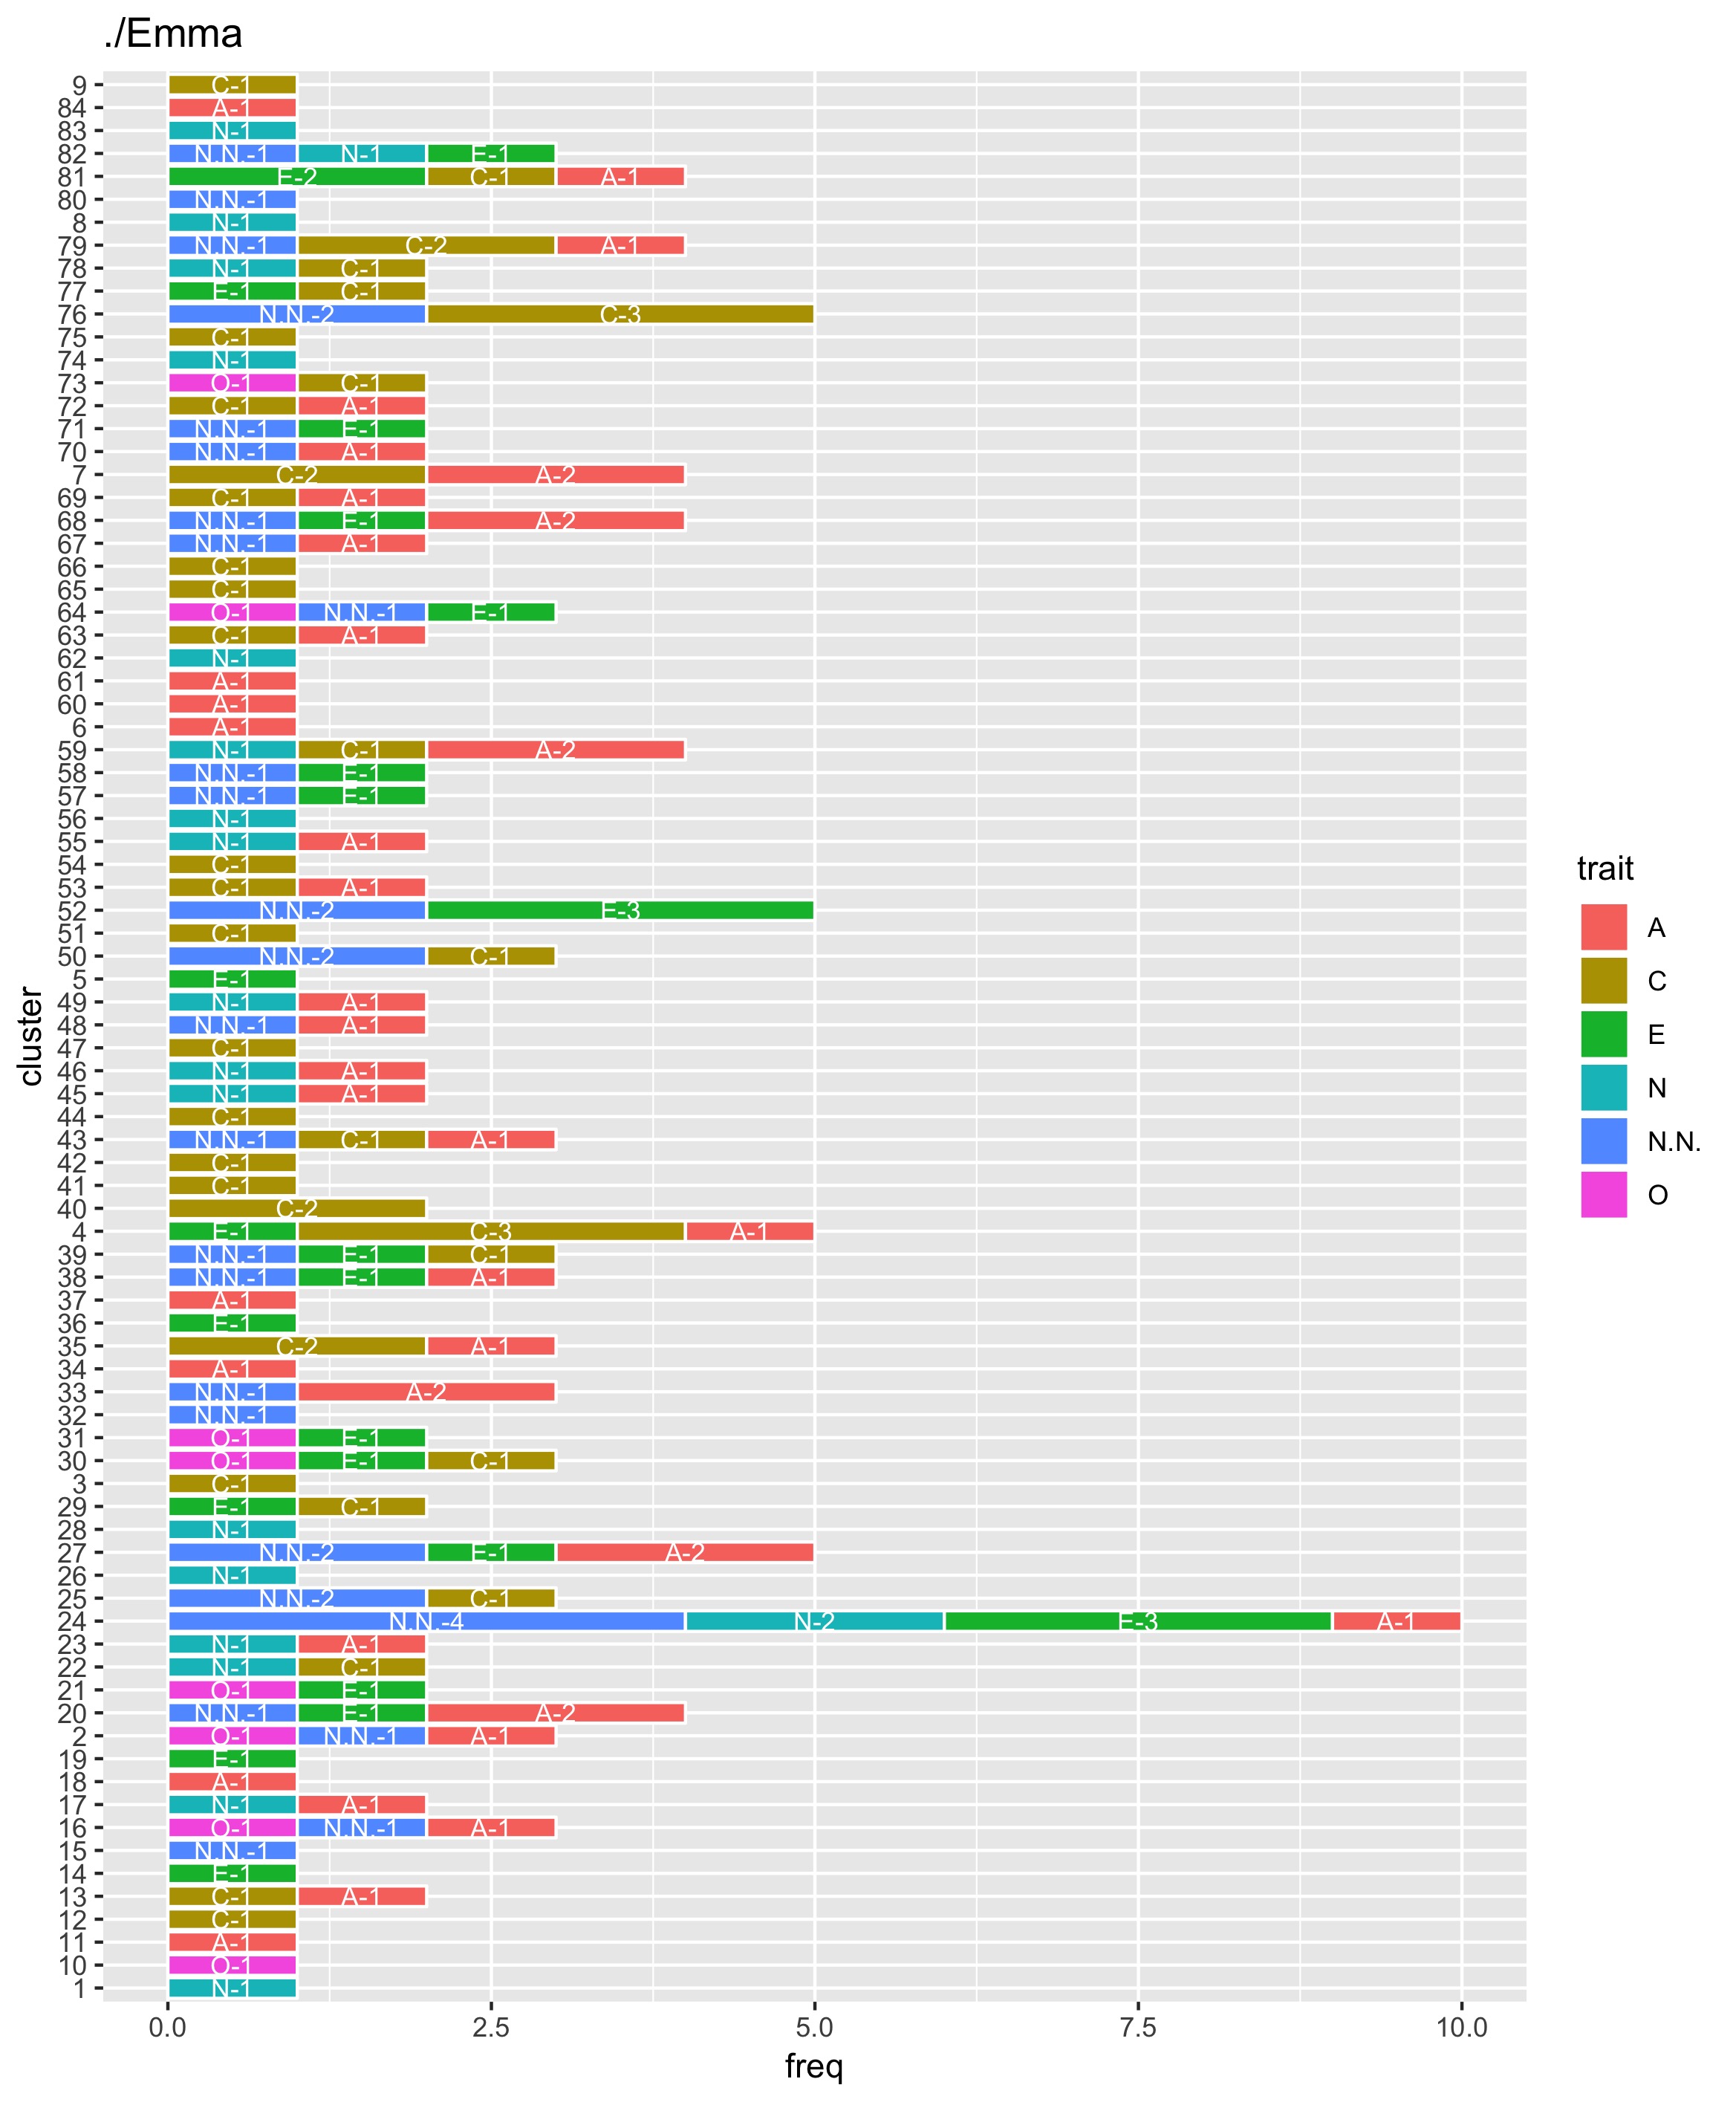 ./Emma
9 C-1
84 A-1
83 N-1
82 N.N.-1 N-1 E-1
81 E-2 C-1 A-1
80 N.N.-1
8 N-1
79 N.N.-1 C-2 A-1
78 N-1 C-1
77 E-1 C-1
76 N.N.-2 C-3
75 C-1
74 N-1
73 O-1 C-1
72 C-1 A-1
71 N.N.-1 E-1
70 N.N.-1 A-1
7 C-2 A-2
69 C-1 A-1
68 N.N.-1 E-1 A-2
67 N.N.-1 A-1
66 C-1
65 C-1
64 O-1 N.N.-1 E-1
63 C-1 A-1
62 N-1
61 A-1
60 A-1
6 A-1
59 N-1 C-1 A-2
58 N.N.-1 E-1
57 N.N.-1 E-1
56 N-1
55 N-1 A-1
54 C-1
53 C-1 A-1
52 N.N.-2 E-3
51 C-1
50 N.N.-2 C-1
5 E-1
49 N-1 A-1
48 N.N.-1 A-1
47 C-1
46 N-1 A-1
45 N-1 A-1
44 C-1
43 N.N.-1 C-1 A-1
42 C-1
41 C-1
40 C-2
4 E-1 C-3 A-1
39 N.N.-1 E-1 C-1
38 N.N.-1 E-1 A-1
37 A-1
36 E-1
35 C-2 A-1
34 A-1
33 N.N.-1 A-2
32 N.N.-1
31 O-1 E-1
30 O-1 E-1 C-1
3 C-1
29 E-1 C-1
28 N-1
27 N.N.-2 E-1 A-2
26 N-1
25 N.N.-2 C-1
24 N.N.-4 N-2 E-3 A-1
23 N-1 A-1
22 N-1 C-1
21 O-1 E-1
20 N.N.-1 E-1 A-2
2 O-1 N.N.-1 A-1
19 E-1
18 A-1
17 N-1 A-1
16 O-1 N.N.-1 A-1
15 N.N.-1
14 E-1
13 C-1 A-1
12 C-1
11 A-1
10 O-1
1 N-1
0.0 2.5 5.0 7.5 10.0
freq
cluster
trait
A
C
E
N
N.N.
O